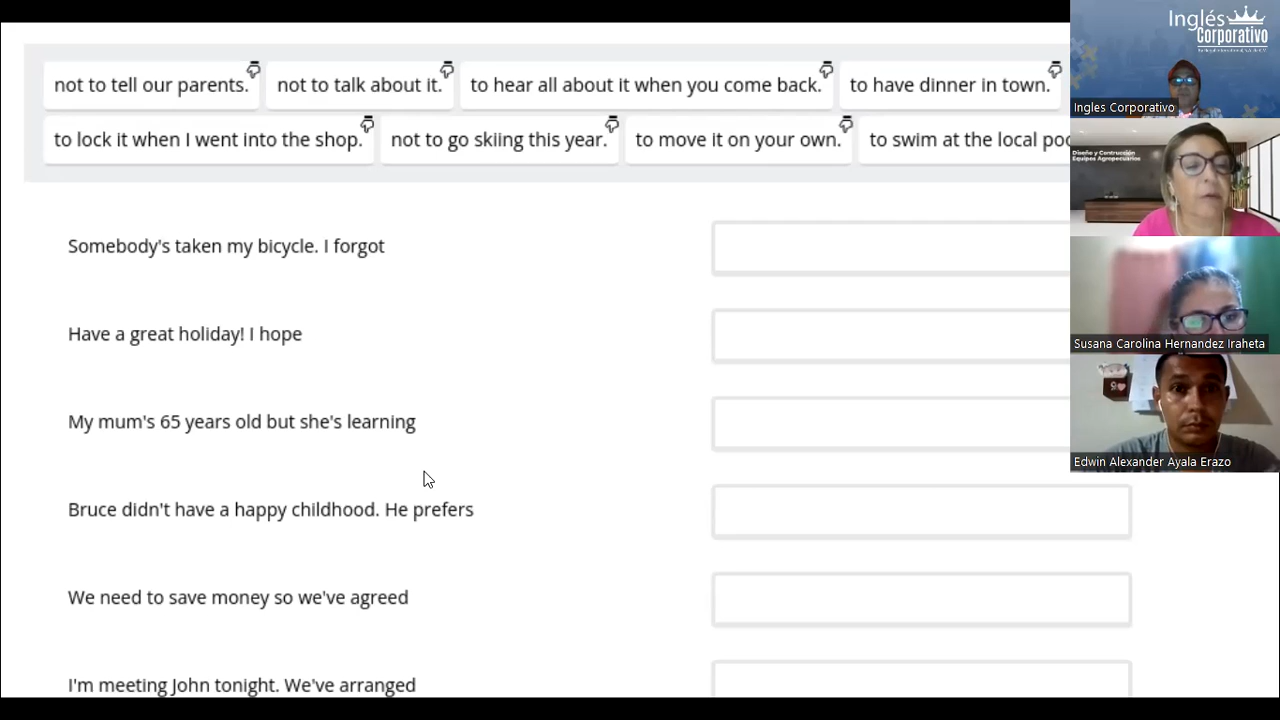 not to tell our parents. not to talk about it. to hear all about it when you come back. to have dinner in town.
to lock it when I went into the shop. not to go skiing this year. to move it on your own. to swim at the local
Somebody's taken my bicycle. I forgot
Have a great holiday! I hope
My mum's 65 years old but she's learning
Bruce didn't have a happy childhood. He prefers
We need to save money so we've agreed
I'm meeting John tonight. We've arranged
Inglés
Corporativo
Ingles Corporativo
Diseño y Cantrucción
Equipos Agropecuarios
Susana Carolina Hernandez Iraheta
Edwin Alexander Ayala Erazo